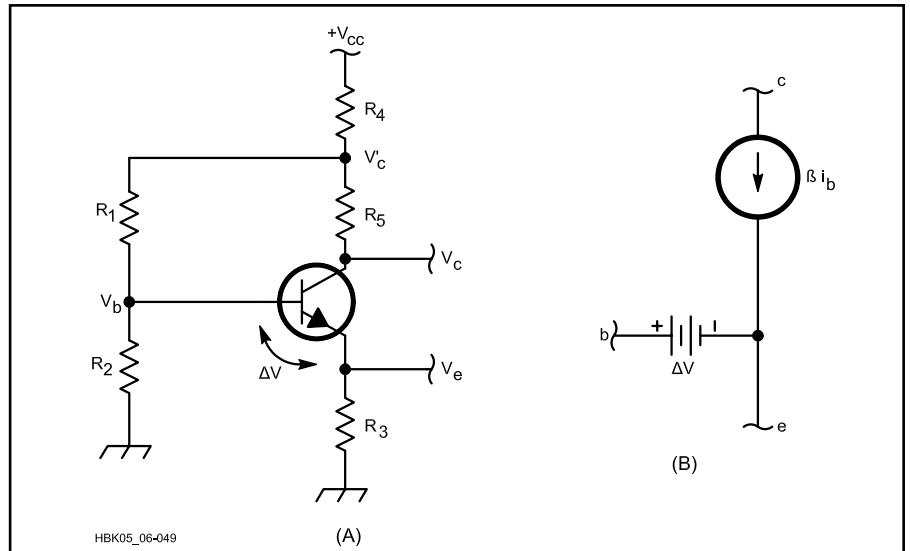 +Vcc
R4
V'c
R1
R5
Vc
Vb
R2
ΔV
Ve
R3
HBK05_06-049
(A)
c
ß ib
b
+
ΔV
e
(B)